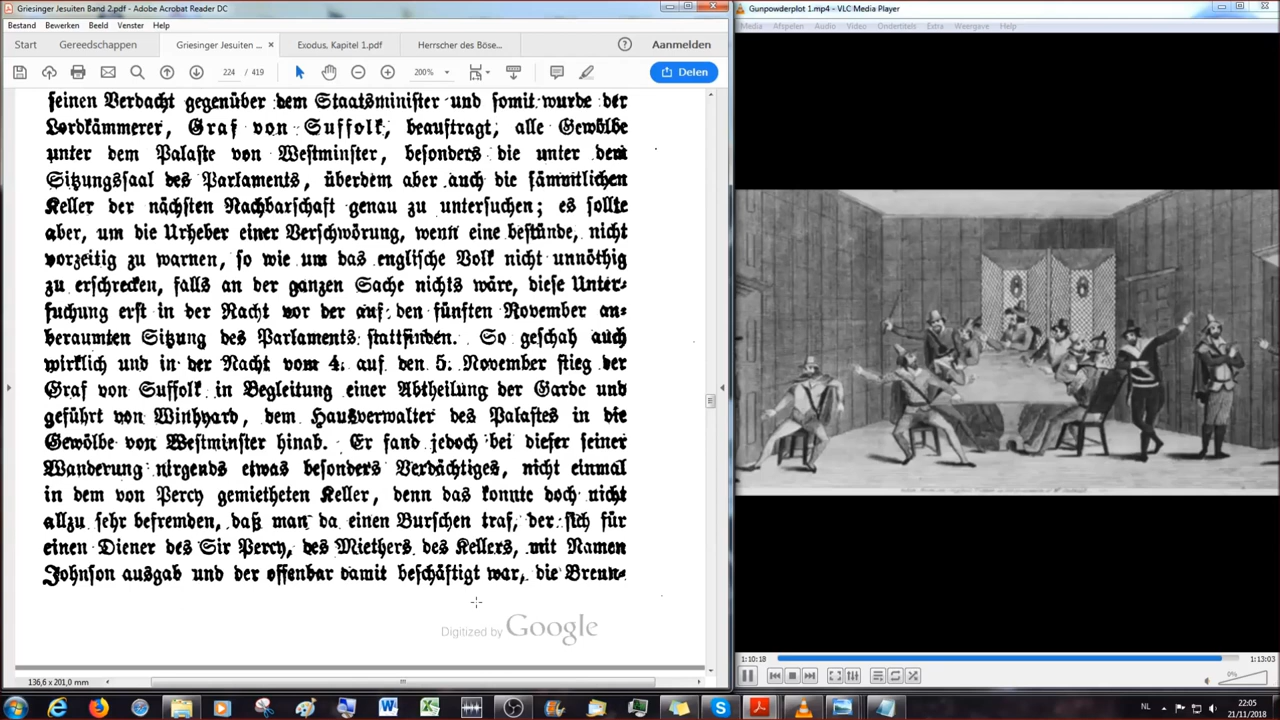 Griesinger Jesuiten Band 2.pdf - Adobe Acrobat Reader DC
Bestand Bewerken Beeld Venster Help
Start Gereedschappen Griesinger Jesuiten ... × Exodus, Kapitel 1.pdf Herrscher des Böse... Aanmelden
224 / 419 200% Delen
ſeinen Verdacht gegenüber dem Staatsminiſter und ſomit wurde der
Lordkämmerer, Graf von Suffolk, beauftragt, alle Gewölbe
unter dem Palaſte von Weſtminſter, beſonders die unter dem
Sitzungsſaal des Parlaments, überdem aber auch die ſämmtlichen
Keller der nächſten Nachbarſchaft genau zu unterſuchen; es ſollte
aber, um die Urheber einer Verſchwörung, wenn eine beſtünde, nicht
vorzeitig zu warnen, ſo wie um das engliſche Volk nicht unnöthig
zu erſchrecken, falls an der ganzen Sache nichts wäre, dieſe Unter-
ſuchung erſt in der Nacht vor der auf den fünften November an-
beraumten Sitzung des Parlaments ſtattfinden. So geſchah auch
wirklich und in der Nacht vom 4. auf den 5. November ſtieg der
Graf von Suffolk in Begleitung einer Abtheilung der Garde und
geführt von Winhyard, dem Hausverwalter des Palaſtes in die
Gewölbe von Weſtminſter hinab. Er fand jedoch bei dieſer ſeiner
Wanderung nirgends etwas beſonders Verdächtiges, nicht einmal
in dem von Percy gemietheten Keller, denn das konnte doch nicht
allzu ſehr befremden, daß man da einen Burſchen traf, der ſich für
einen Diener des Sir Percy, des Miethers des Kellers, mit Namen
Johnſon ausgab und der offenbar damit beſchäftigt war, die Brenn-
Digitized by Google
136,6 x 201,0 mm
Gunpowderplot 1.mp4 - VLC Media Player
Media Afspelen Audio Video Ondertitels Extra Weergave Help
1:10:18 1:13:03
0%
NL 22:05
21/11/2018